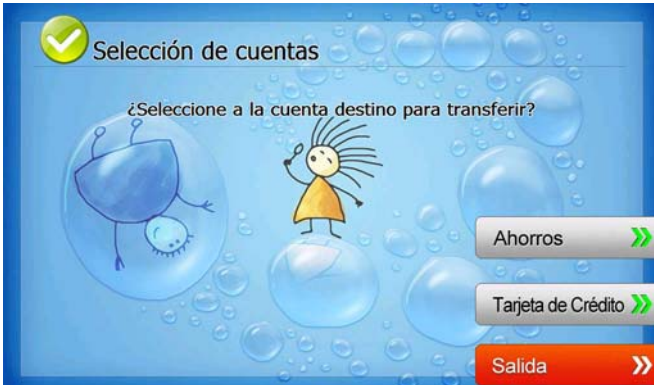 Selección de cuentas
¿Seleccione a la cuenta destino para transferir?
Ahorros
Tarjeta de Crédito
Salida